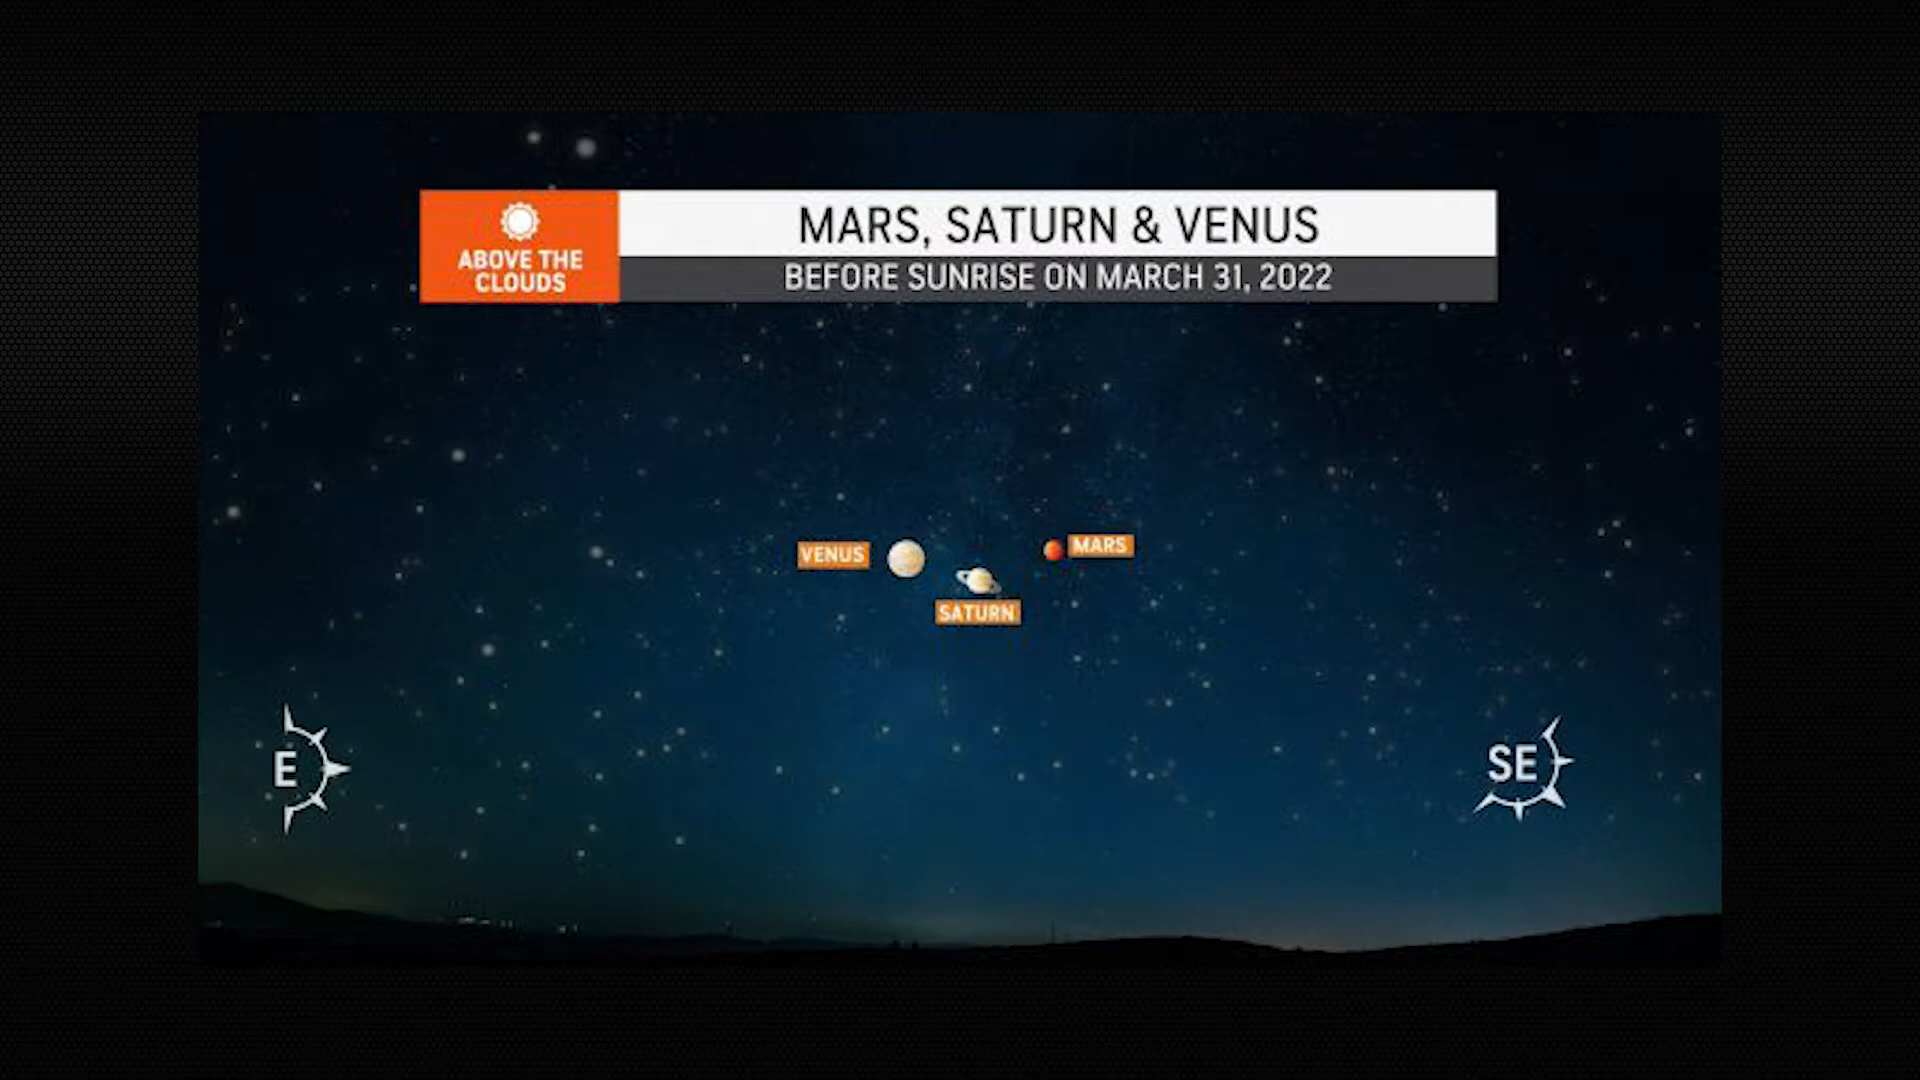 MARS, SATURN & VENUS
ABOVE THE
CLOUDS
BEFORE SUNRISE ON MARCH 31, 2022
VENUS
MARS
SATURN
E
SE